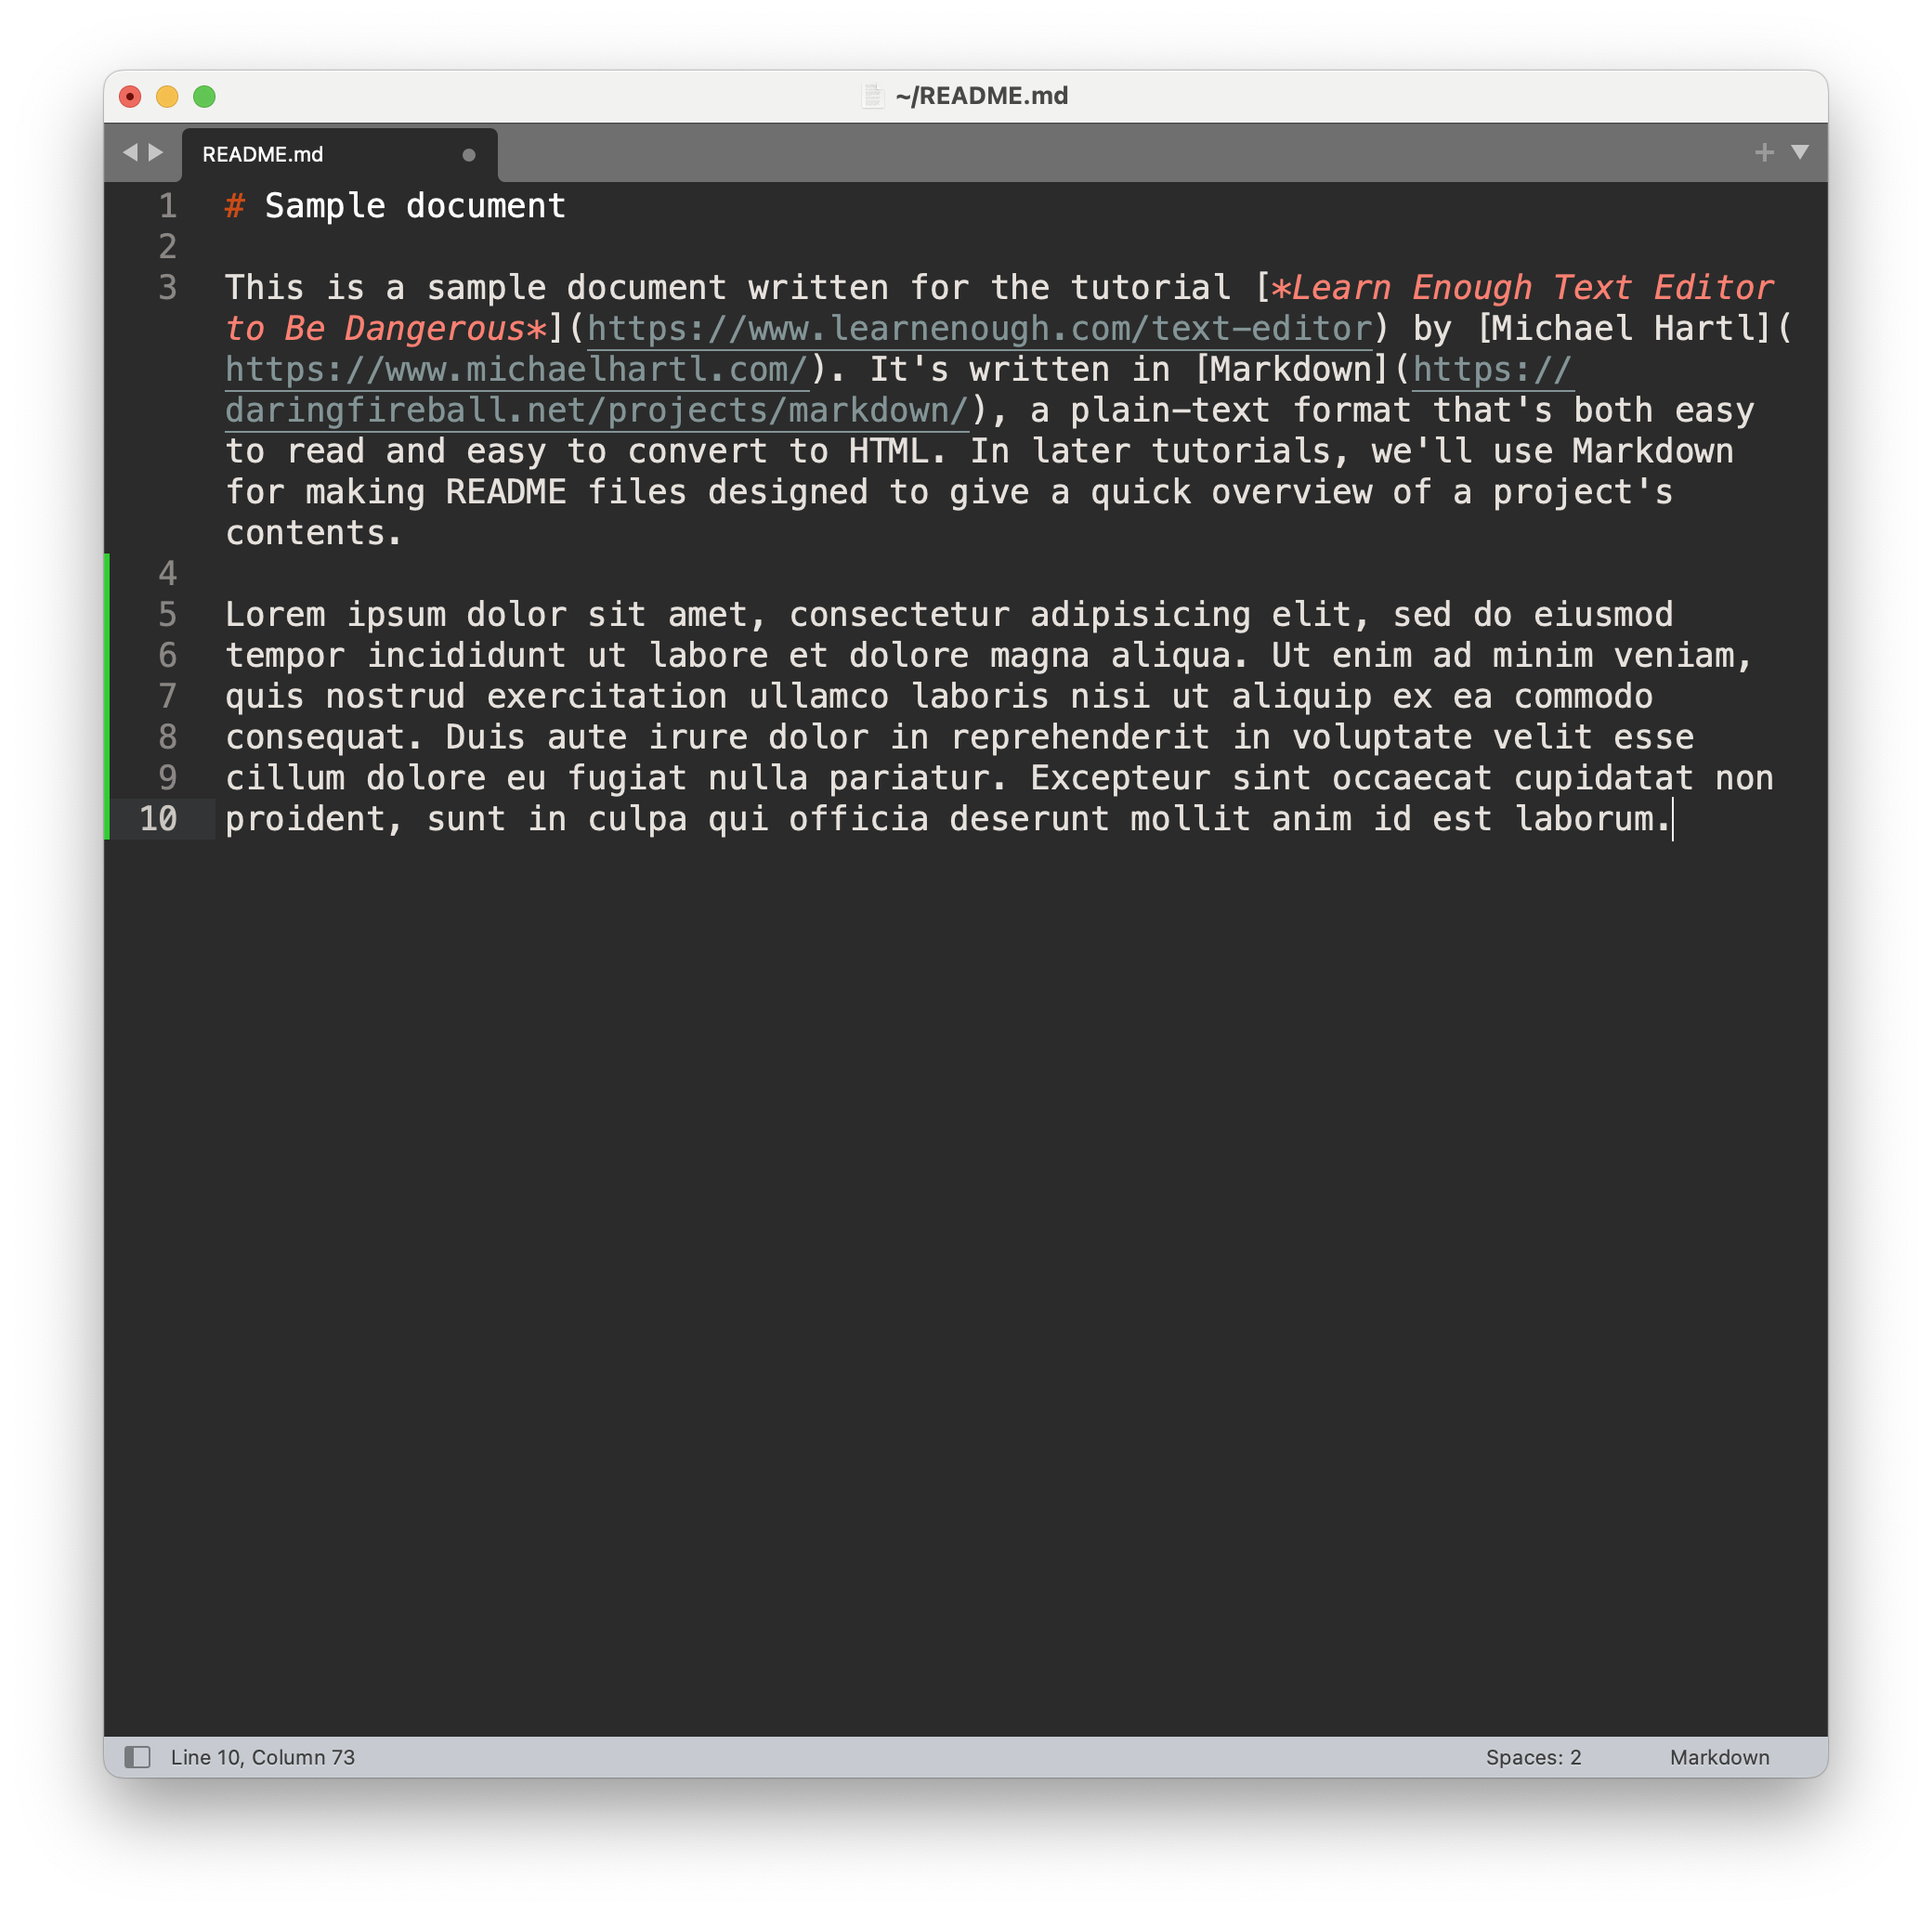 ~/README.md
README.md
1 # Sample document
2
3 This is a sample document written for the tutorial [*Learn Enough Text Editor
to Be Dangerous*](https://www.learnenough.com/text-editor) by [Michael Hartl](
https://www.michaelhartl.com/). It's written in [Markdown](https://
daringfireball.net/projects/markdown/), a plain-text format that's both easy
to read and easy to convert to HTML. In later tutorials, we'll use Markdown
for making README files designed to give a quick overview of a project's
contents.
4
5 Lorem ipsum dolor sit amet, consectetur adipisicing elit, sed do eiusmod
6 tempor incididunt ut labore et dolore magna aliqua. Ut enim ad minim veniam,
7 quis nostrud exercitation ullamco laboris nisi ut aliquip ex ea commodo
8 consequat. Duis aute irure dolor in reprehenderit in voluptate velit esse
9 cillum dolore eu fugiat nulla pariatur. Excepteur sint occaecat cupidatat non
10 proident, sunt in culpa qui officia deserunt mollit anim id est laborum.
Line 10, Column 73 Spaces: 2 Markdown